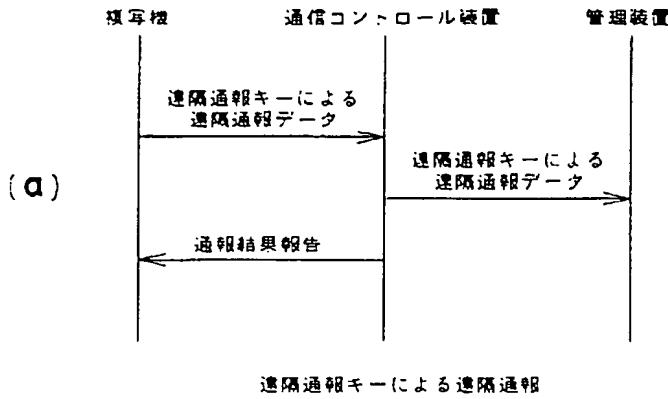 複写機 通信コントロール装置 管理装置
遠隔通報キーによる
遠隔通報データ
遠隔通報キーによる
遠隔通報データ
(a)
通報結果報告
遠隔通報キーによる遠隔通報